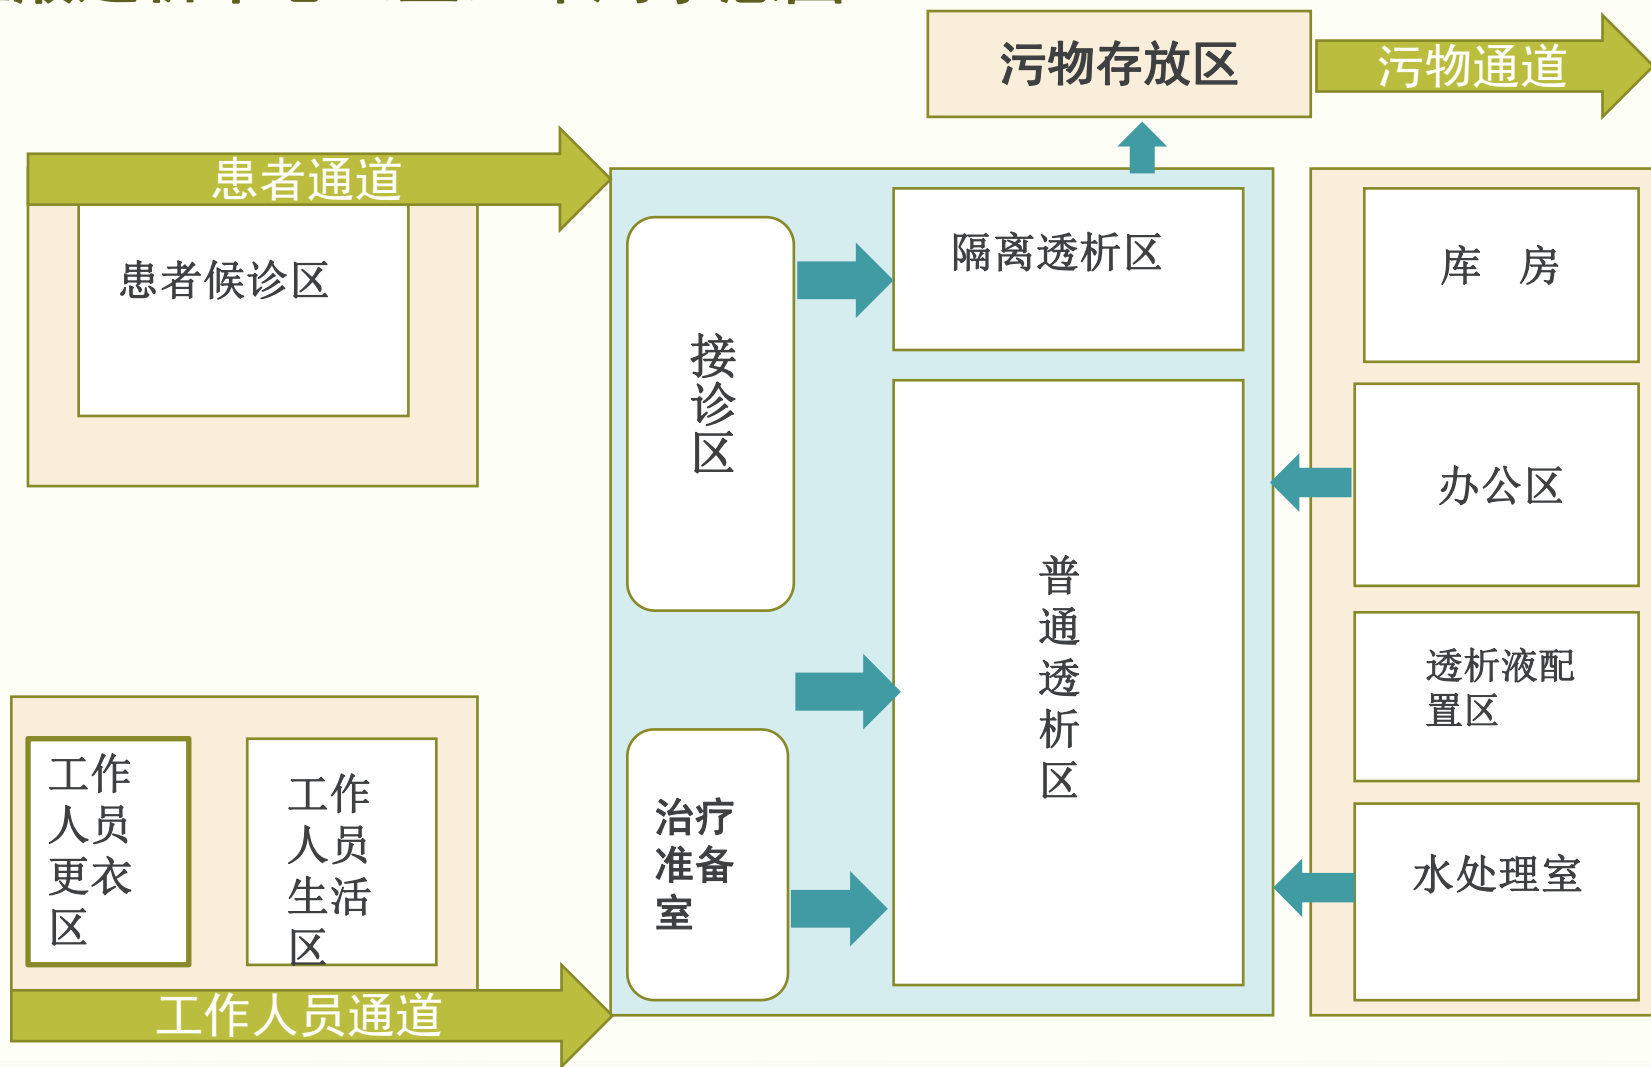 污物存放区
污物通道
患者通道
患者候诊区
接诊区
隔离透析区
库 房
办公区
普通透析区
透析液配
置区
工作
人员
更衣
区
工作
人员
生活
区
治疗
准备
室
水处理室
工作人员通道